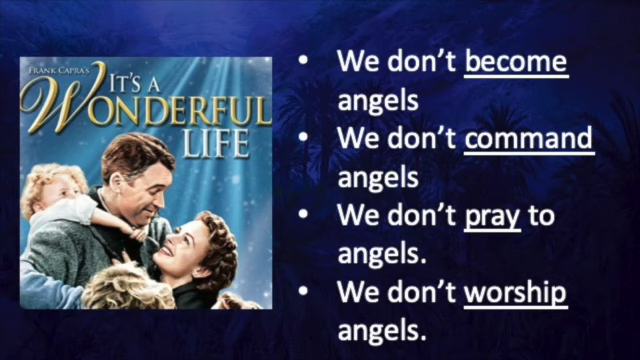 FRANK CAPRA'S
IT'S A
WONDERFUL
LIFE
• We don't become
angels
• We don't command
angels
• We don't pray to
angels.
• We don't worship
angels.